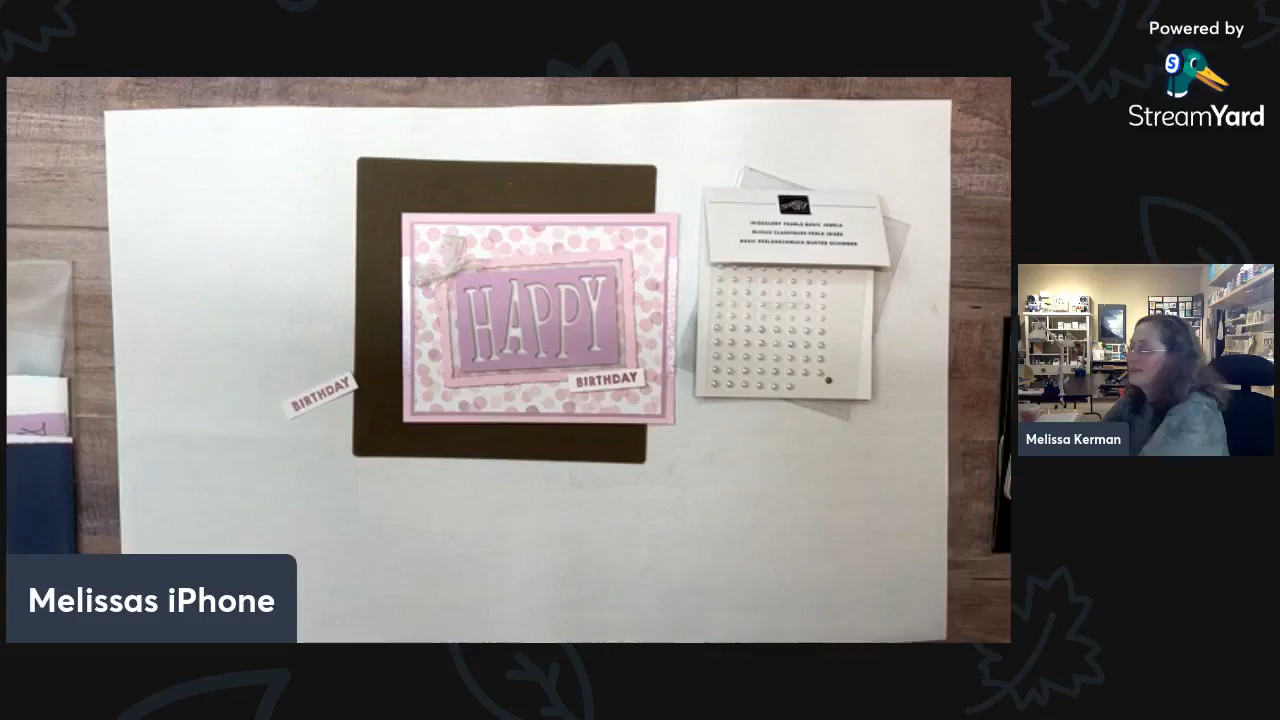 Powered by
StreamYard
IRIDESCENT PEARLS BASIC JEWELS
BIJOUX CLASSIQUES PERLE IRISÉE
BASIC PERLENSCHMUCK BUNTER SCHIMMER
HAPPY
BIRTHDAY
BIRTHDAY
Melissa Kerman
Melissas iPhone